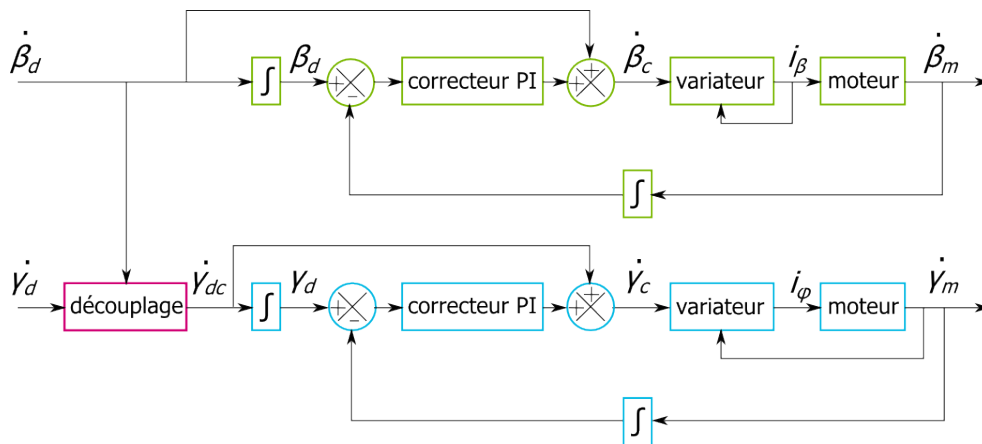 β̇d ∫ βd + − correcteur PI + + β̇c variateur iβ moteur β̇m
∫
γ̇d découplage γ̇dc ∫ γd + − correcteur PI + + γ̇c variateur iφ moteur γ̇m
∫